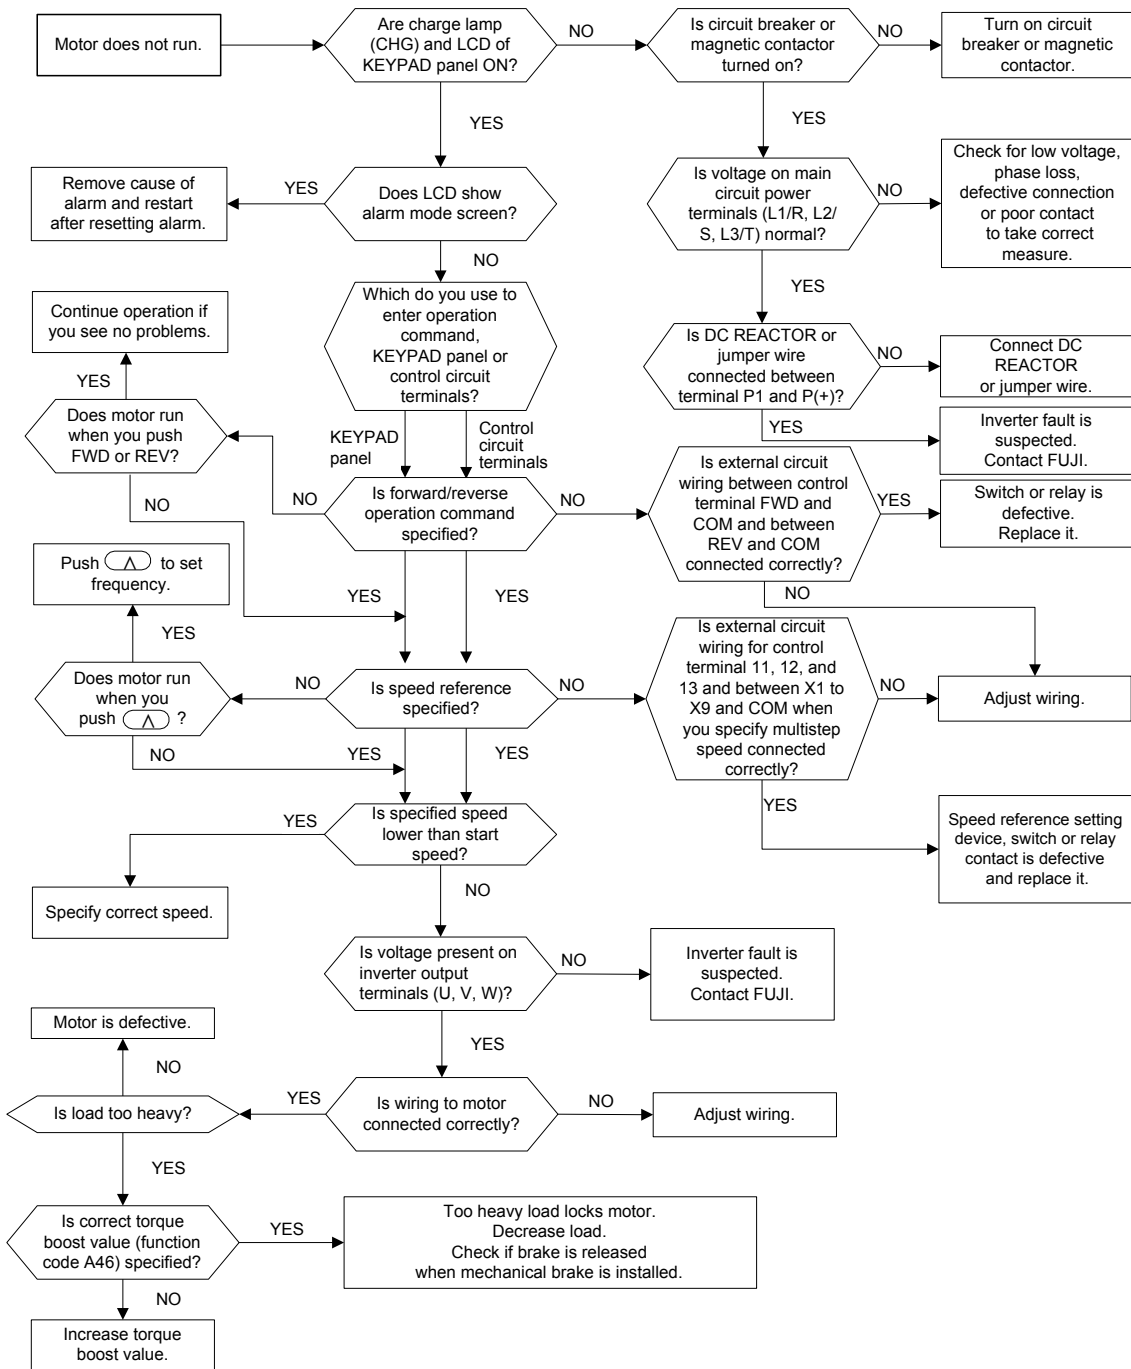 Motor does not run.
Are charge lamp
(CHG) and LCD of
KEYPAD panel ON?
NO
Is circuit breaker or
magnetic contactor
turned on?
NO
Turn on circuit
breaker or magnetic
contactor.
YES
YES
Remove cause of
alarm and restart
after resetting alarm.
YES
Does LCD show
alarm mode screen?
Is voltage on main
circuit power
terminals (L1/R, L2/
S, L3/T) normal?
NO
Check for low voltage,
phase loss,
defective connection
or poor contact
to take correct
measure.
NO
YES
Continue operation if
you see no problems.
Which do you use to
enter operation
command,
KEYPAD panel or
control circuit
terminals?
Is DC REACTOR or
jumper wire
connected between
terminal P1 and P(+)?
NO
Connect DC
REACTOR
or jumper wire.
YES
Does motor run
when you push
FWD or REV?
KEYPAD
panel
Control
circuit
terminals
YES
Inverter fault is
suspected.
Contact FUJI.
NO
NO
Is forward/reverse
operation command
specified?
NO
Is external circuit
wiring between control
terminal FWD and
COM and between
REV and COM
connected correctly?
YES
Switch or relay is
defective.
Replace it.
Push ∧ to set
frequency.
YES
YES
NO
YES
Does motor run
when you
push ∧ ?
NO
Is speed reference
specified?
NO
Is external circuit
wiring for control
terminal 11, 12, and
13 and between X1 to
X9 and COM when
you specify multistep
speed connected
correctly?
NO
Adjust wiring.
NO
YES
YES
YES
YES
Is specified speed
lower than start
speed?
Speed reference setting
device, switch or relay
contact is defective
and replace it.
NO
Specify correct speed.
Is voltage present on
inverter output
terminals (U, V, W)?
NO
Inverter fault is
suspected.
Contact FUJI.
Motor is defective.
YES
NO
Is load too heavy?
YES
Is wiring to motor
connected correctly?
NO
Adjust wiring.
YES
Is correct torque
boost value (function
code A46) specified?
YES
Too heavy load locks motor.
Decrease load.
Check if brake is released
when mechanical brake is installed.
NO
Increase torque
boost value.